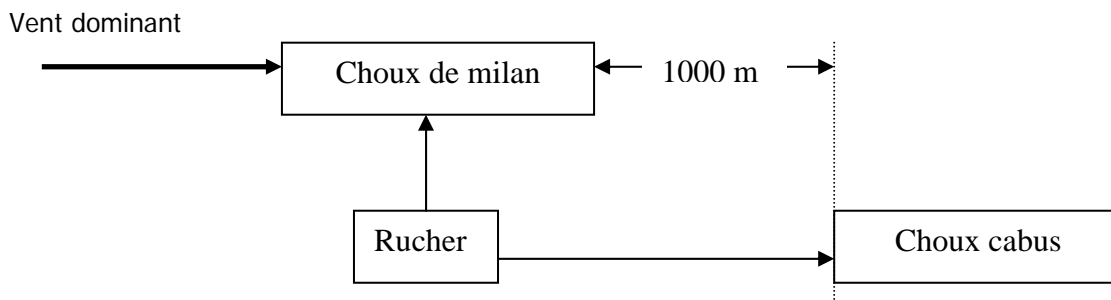 Vent dominant
Choux de milan
1000 m
Rucher
Choux cabus